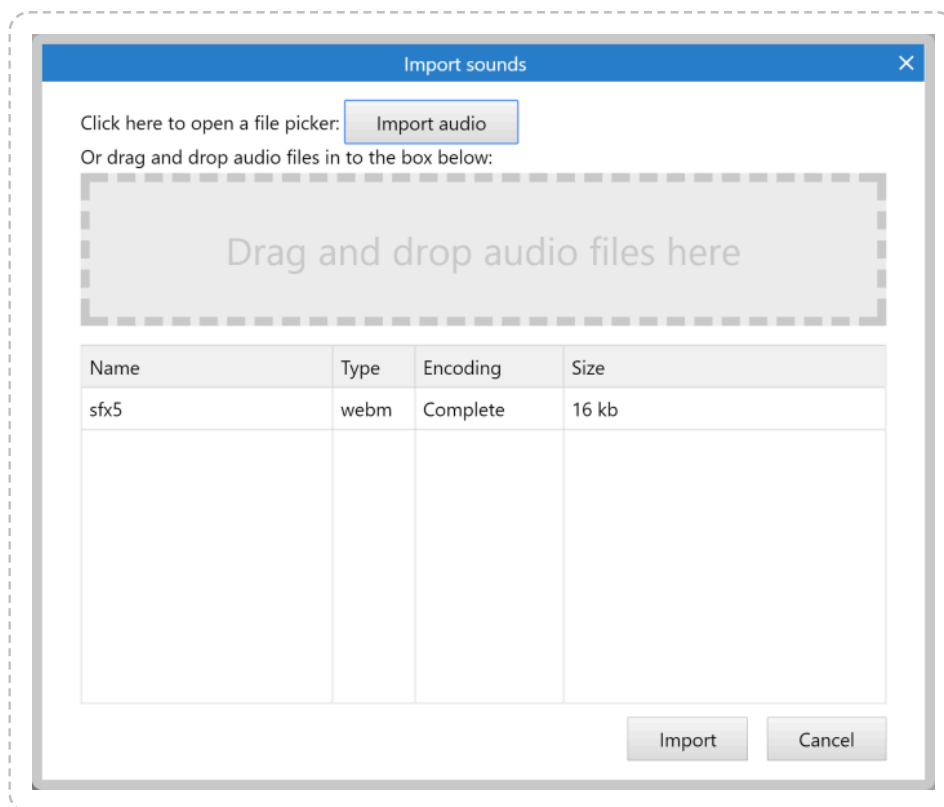 Import sounds
Click here to open a file picker: Import audio
Or drag and drop audio files in to the box below:
Drag and drop audio files here
Name Type Encoding Size
sfx5 webm Complete 16 kb
Import Cancel